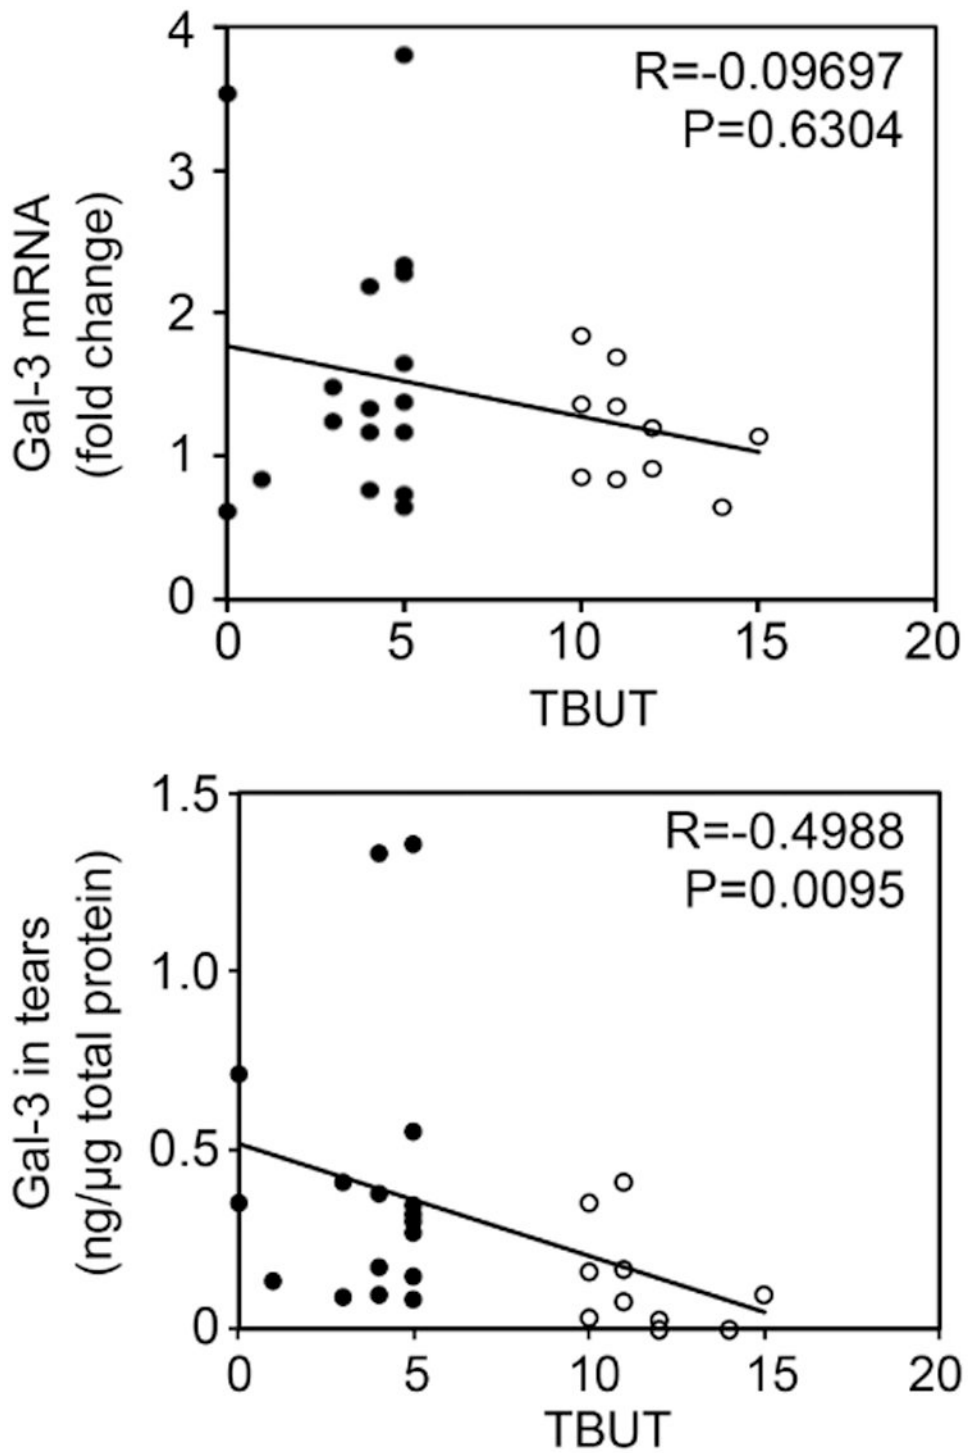 R=-0.09697
P=0.6304
Gal-3 mRNA
(fold change)
4
3
2
1
0
0 5 10 15 20
TBUT
R=-0.4988
P=0.0095
Gal-3 in tears
(ng/µg total protein)
1.5
1.0
0.5
0
0 5 10 15 20
TBUT